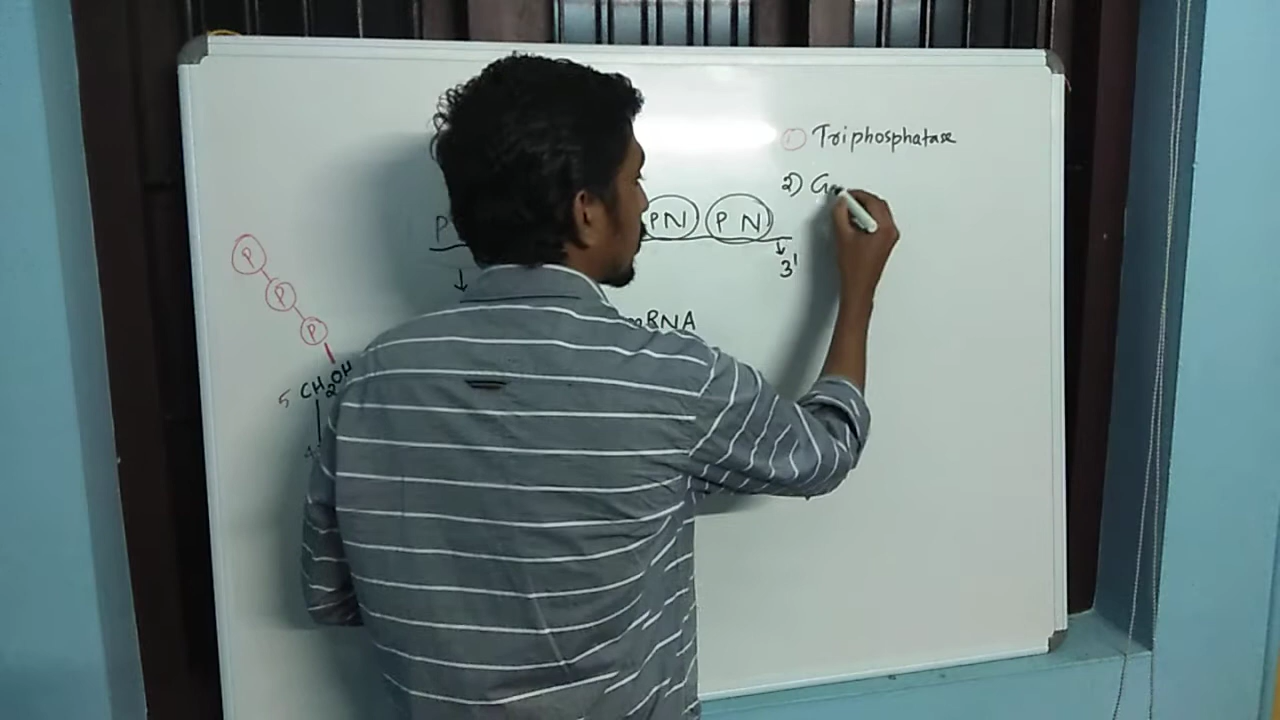 ① Triphosphatase
2) G
P PN PN
3'
mRNA
P
P
P
5 CH2OH